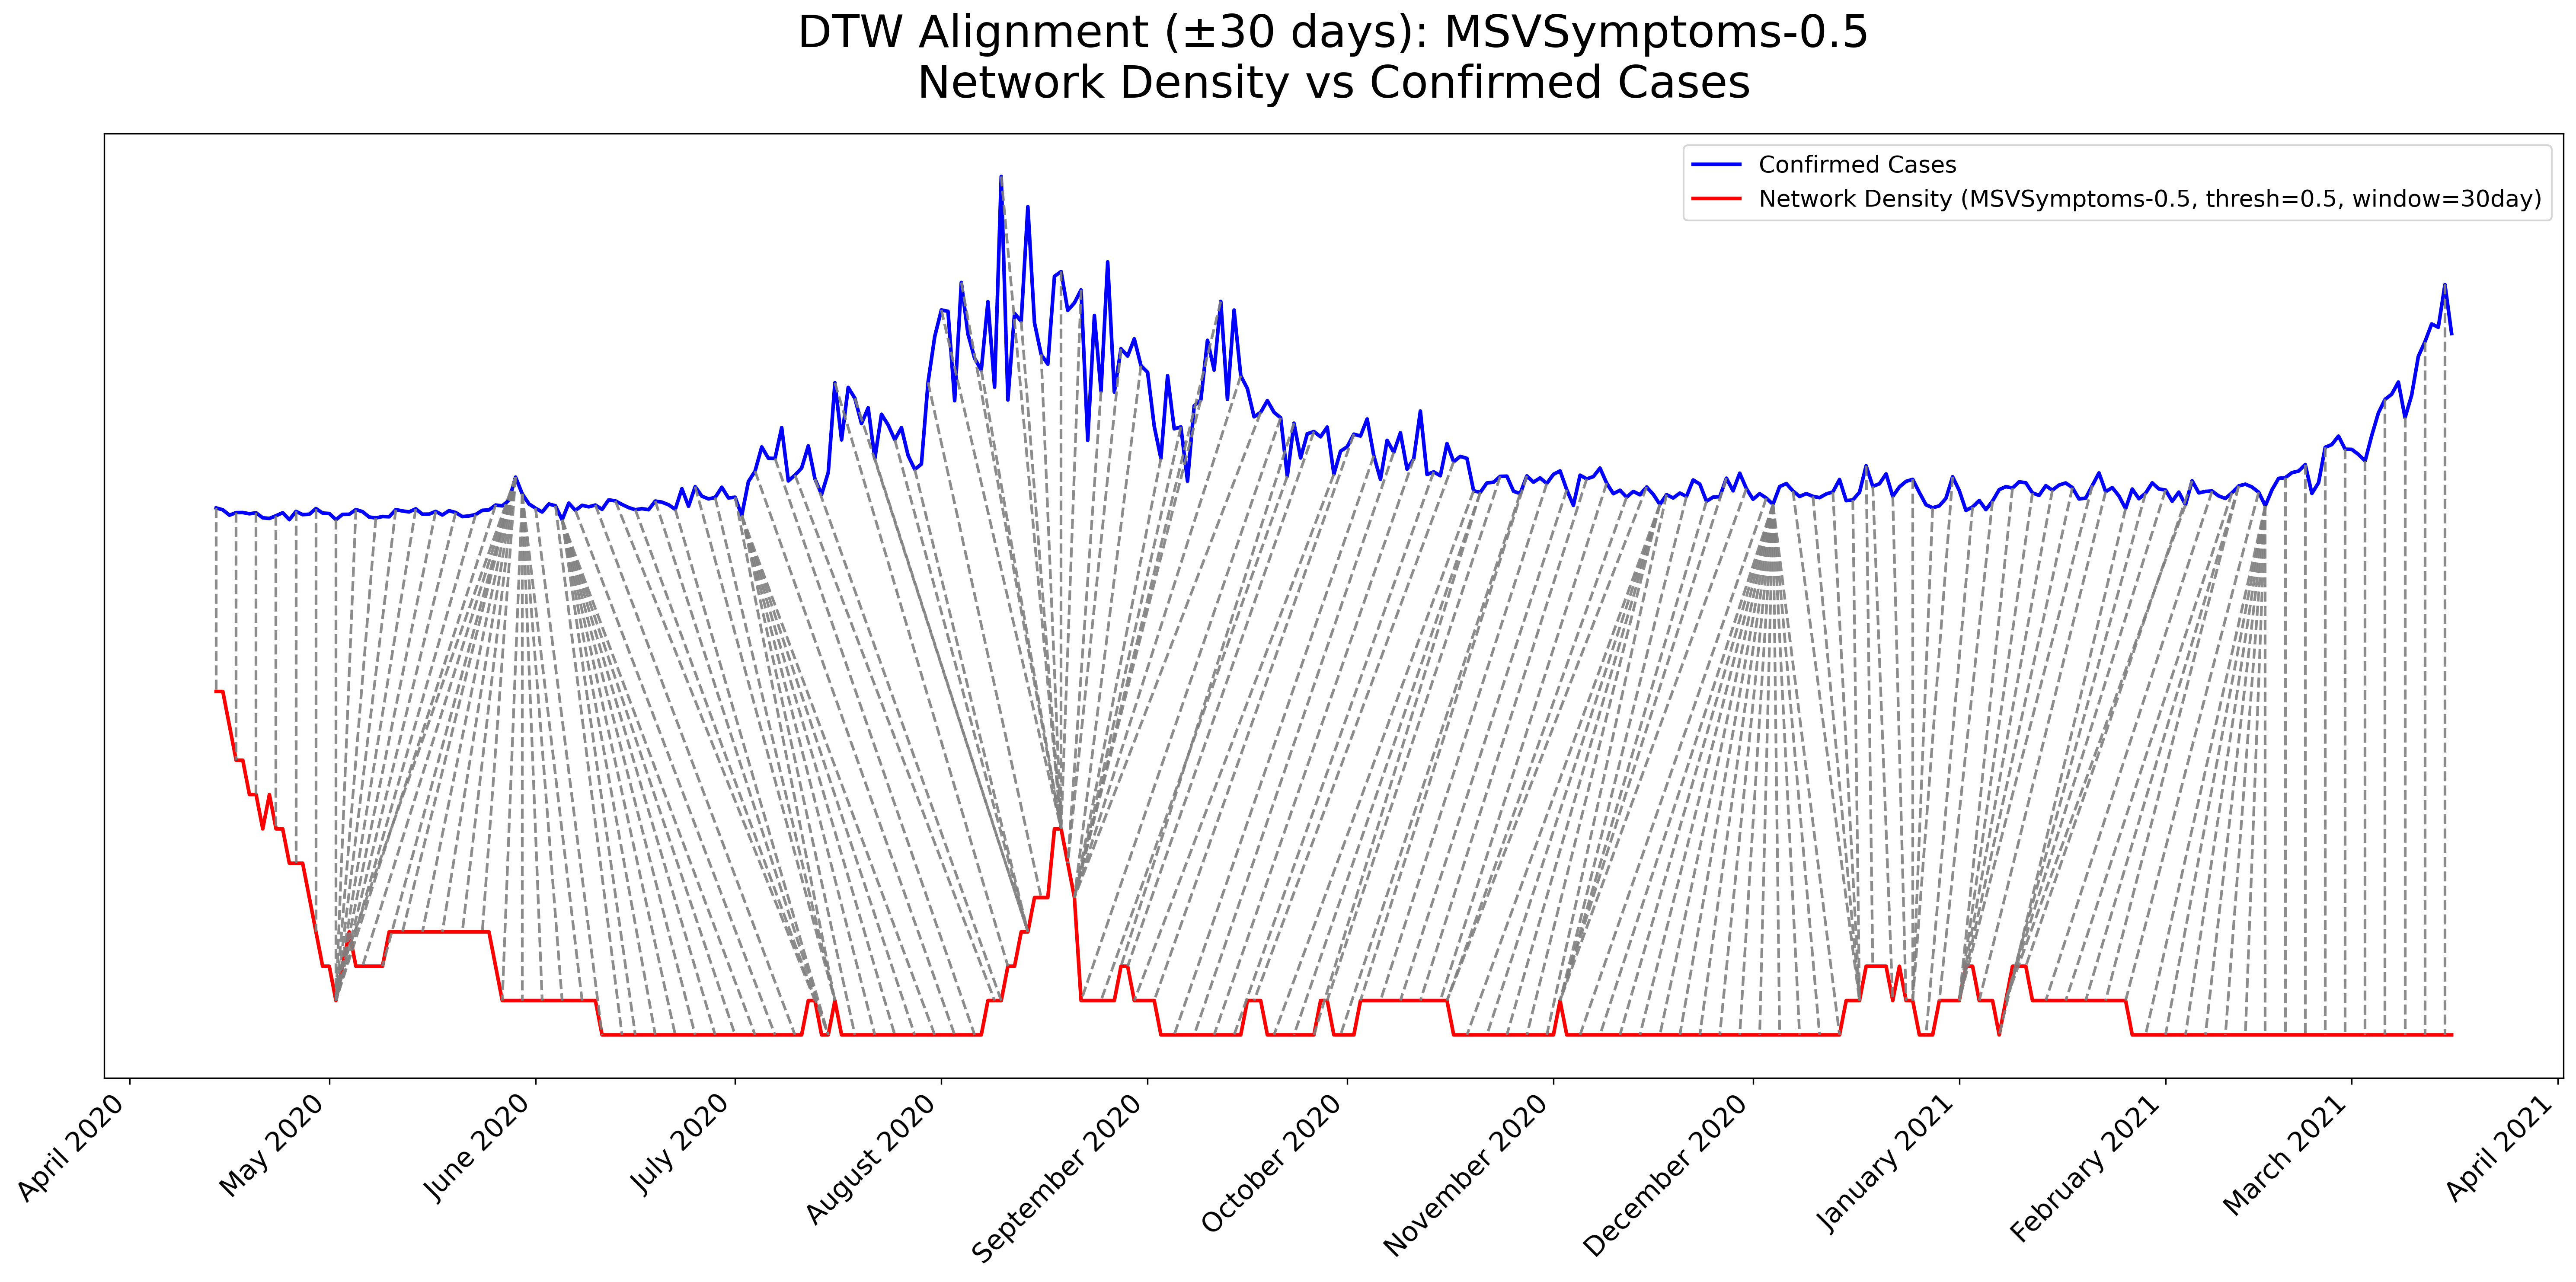 DTW Alignment (±30 days): MSVSymptoms-0.5
Network Density vs Confirmed Cases
Confirmed Cases
Network Density (MSVSymptoms-0.5, thresh=0.5, window=30day)
April 2020
May 2020
June 2020
July 2020
August 2020
September 2020
October 2020
November 2020
December 2020
January 2021
February 2021
March 2021
April 2021